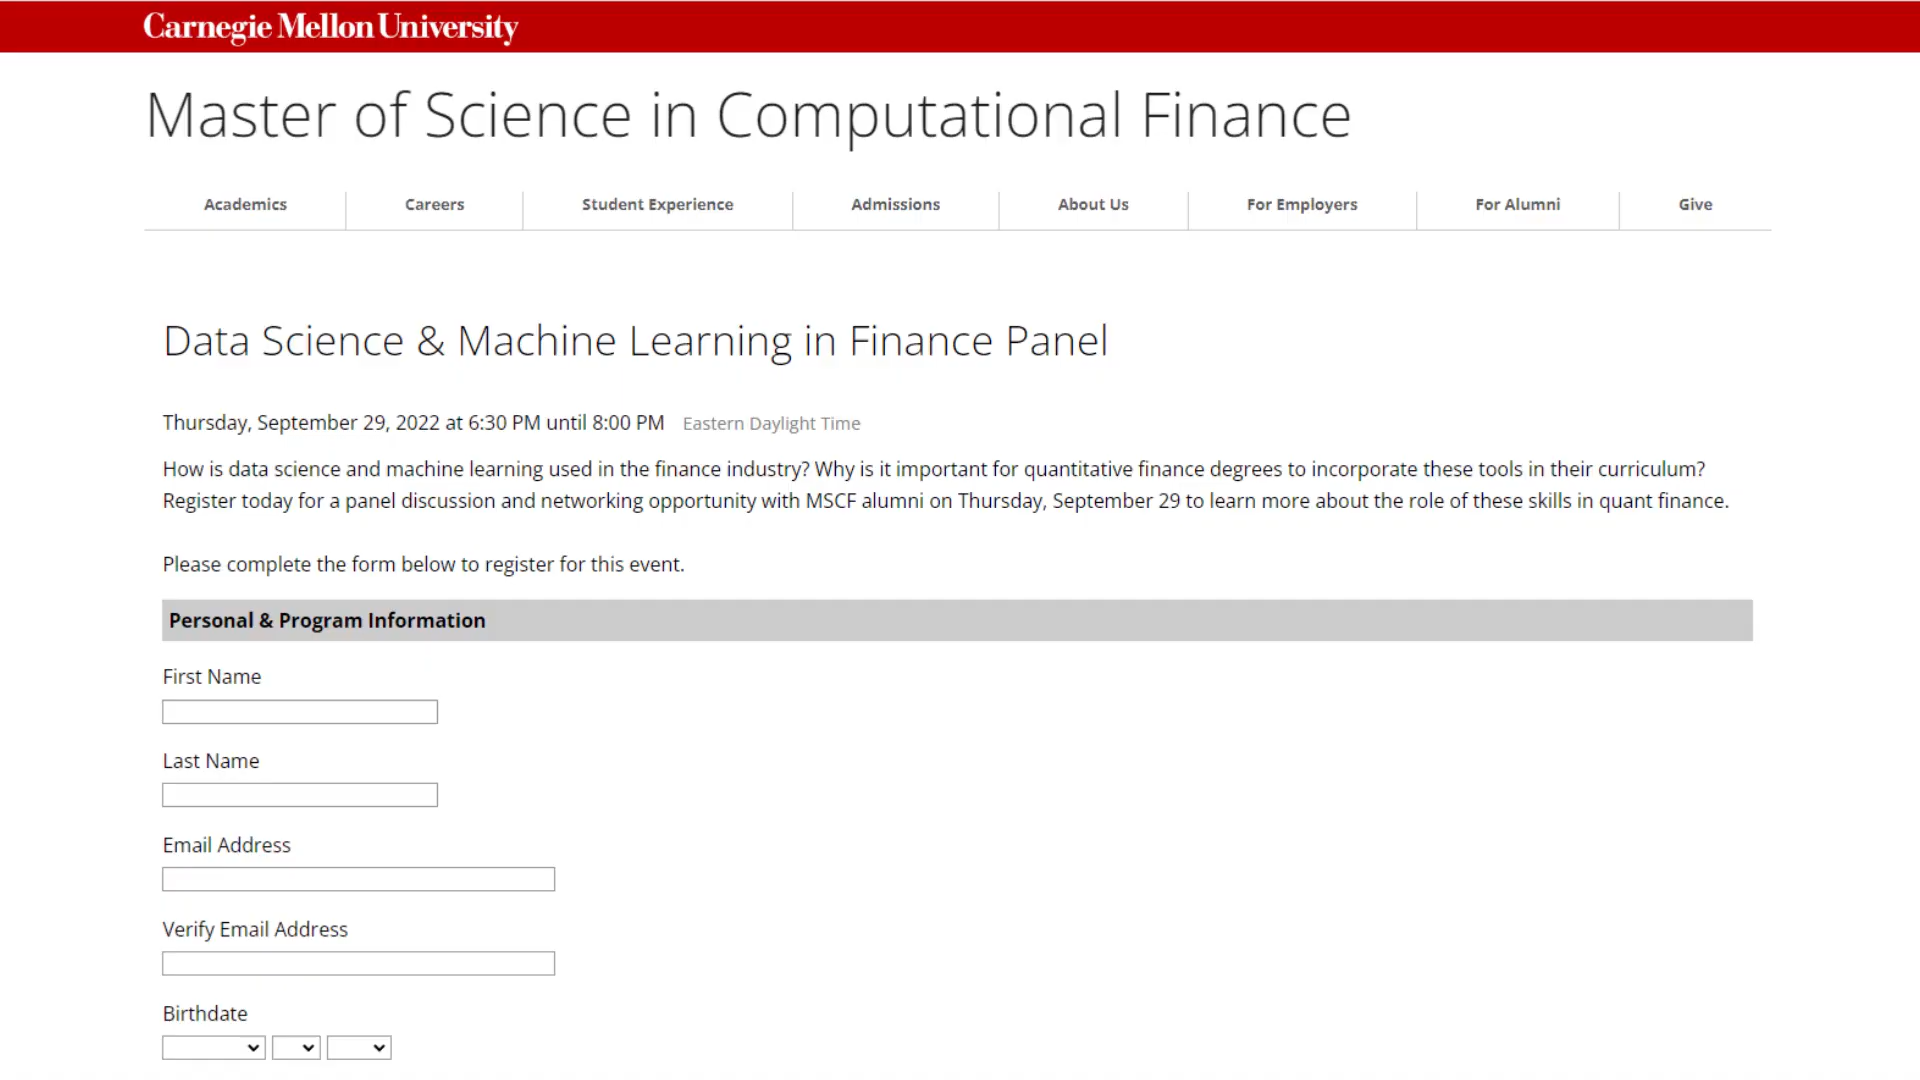 Carnegie Mellon University
Master of Science in Computational Finance
Academics
Careers
Student Experience
Admissions
About Us
For Employers
For Alumni
Give
Data Science & Machine Learning in Finance Panel
Thursday, September 29, 2022 at 6:30 PM until 8:00 PM Eastern Daylight Time
How is data science and machine learning used in the finance industry? Why is it important for quantitative finance degrees to incorporate these tools in their curriculum?
Register today for a panel discussion and networking opportunity with MSCF alumni on Thursday, September 29 to learn more about the role of these skills in quant finance.
Please complete the form below to register for this event.
Personal & Program Information
First Name
Last Name
Email Address
Verify Email Address
Birthdate